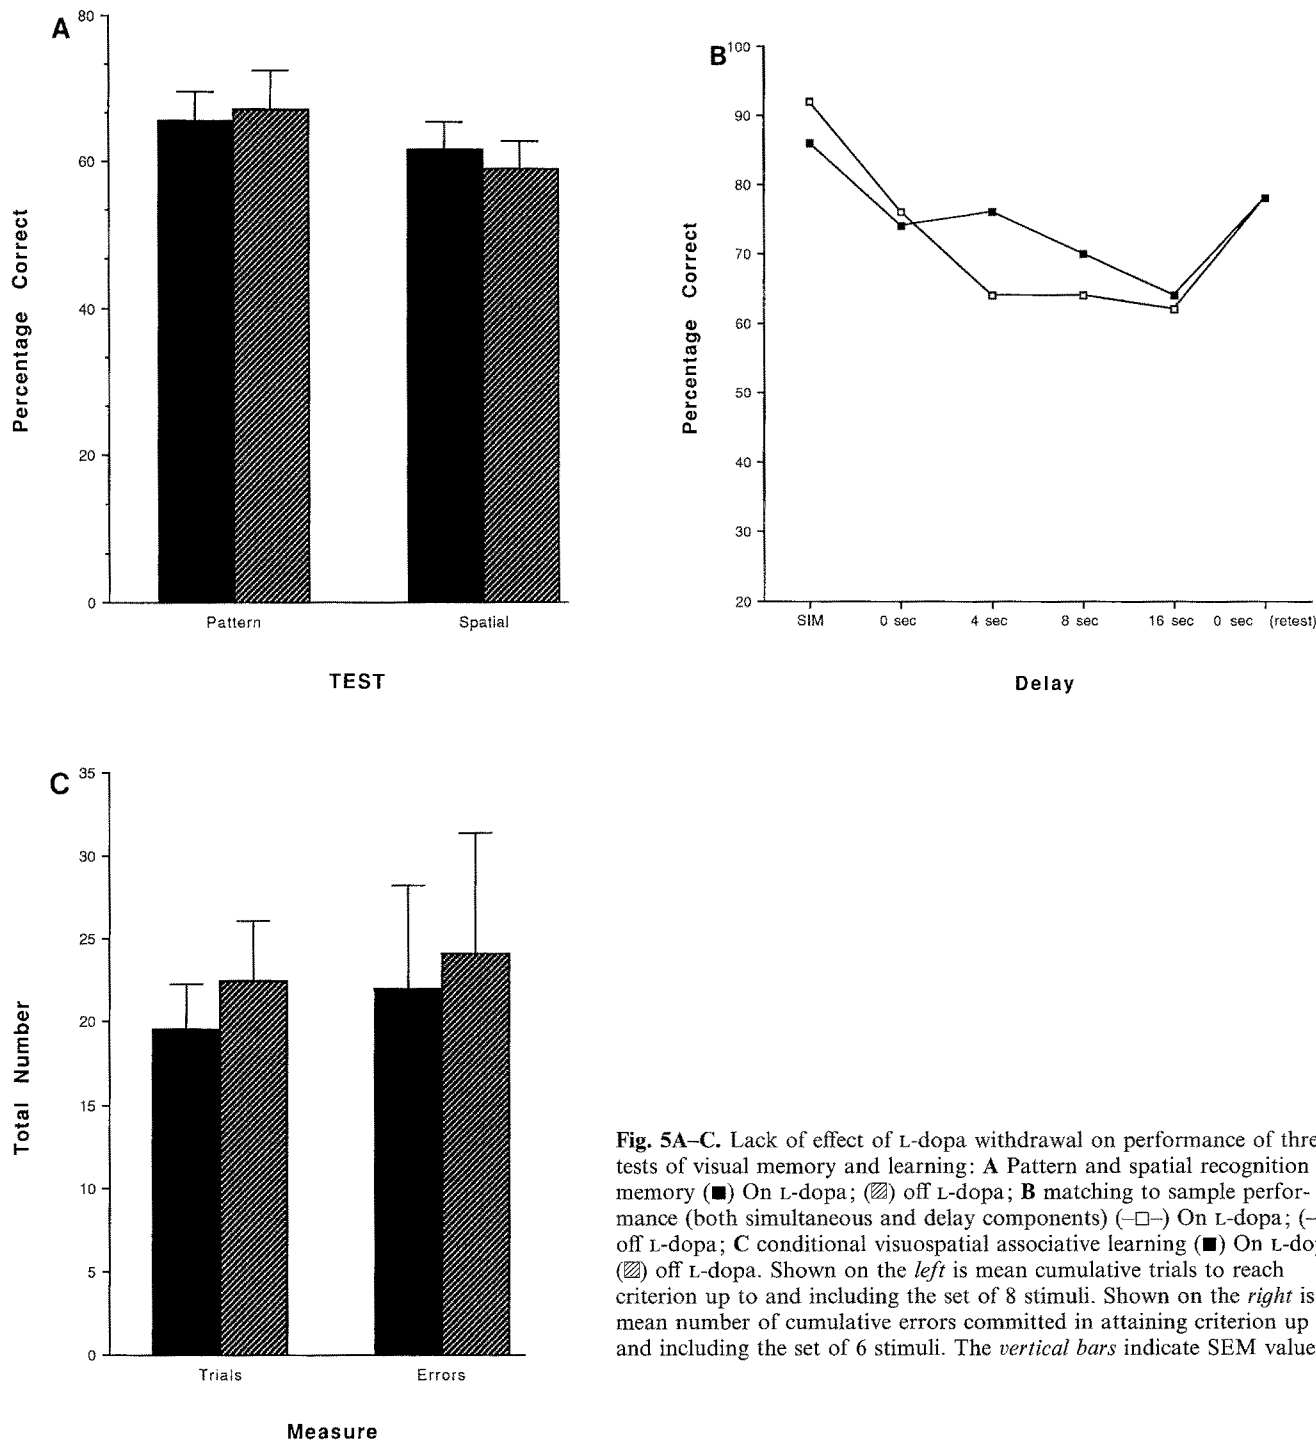 A
80
60
40
20
0
Percentage Correct
Pattern
Spatial
TEST
B
100
90
80
70
60
50
40
30
20
Percentage Correct
SIM
0 sec
4 sec
8 sec
16 sec
0 sec (retest)
Delay
C
35
30
25
20
15
10
5
0
Total Number
Trials
Errors
Measure
Fig. 5A–C. Lack of effect of L-dopa withdrawal on performance of thre
tests of visual memory and learning: A Pattern and spatial recognition
memory (■) On L-dopa; (▨) off L-dopa; B matching to sample perfor-
mance (both simultaneous and delay components) (–□–) On L-dopa; (–
off L-dopa; C conditional visuospatial associative learning (■) On L-do
(▨) off L-dopa. Shown on the left is mean cumulative trials to reach
criterion up to and including the set of 8 stimuli. Shown on the right is
mean number of cumulative errors committed in attaining criterion up
and including the set of 6 stimuli. The vertical bars indicate SEM value